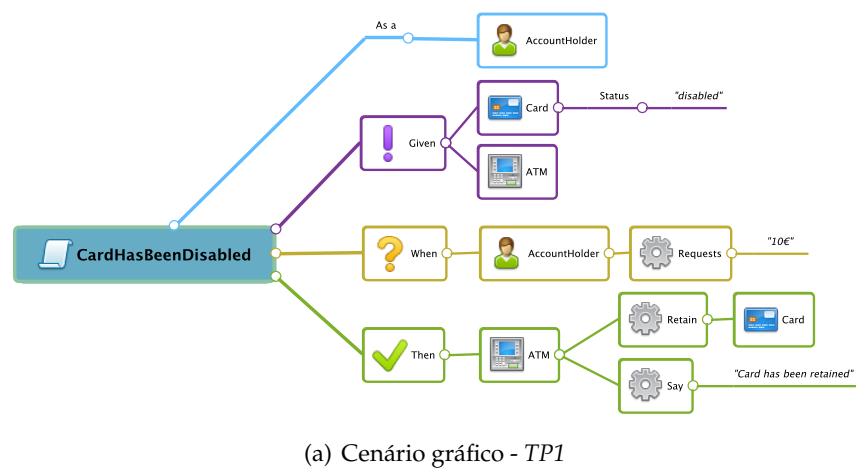 As a
AccountHolder
Card
Status
"disabled"
Given
ATM
CardHasBeenDisabled
When
AccountHolder
Requests
"10€"
Then
ATM
Retain
Card
Say
"Card has been retained"
(a) Cenário gráfico - TP1